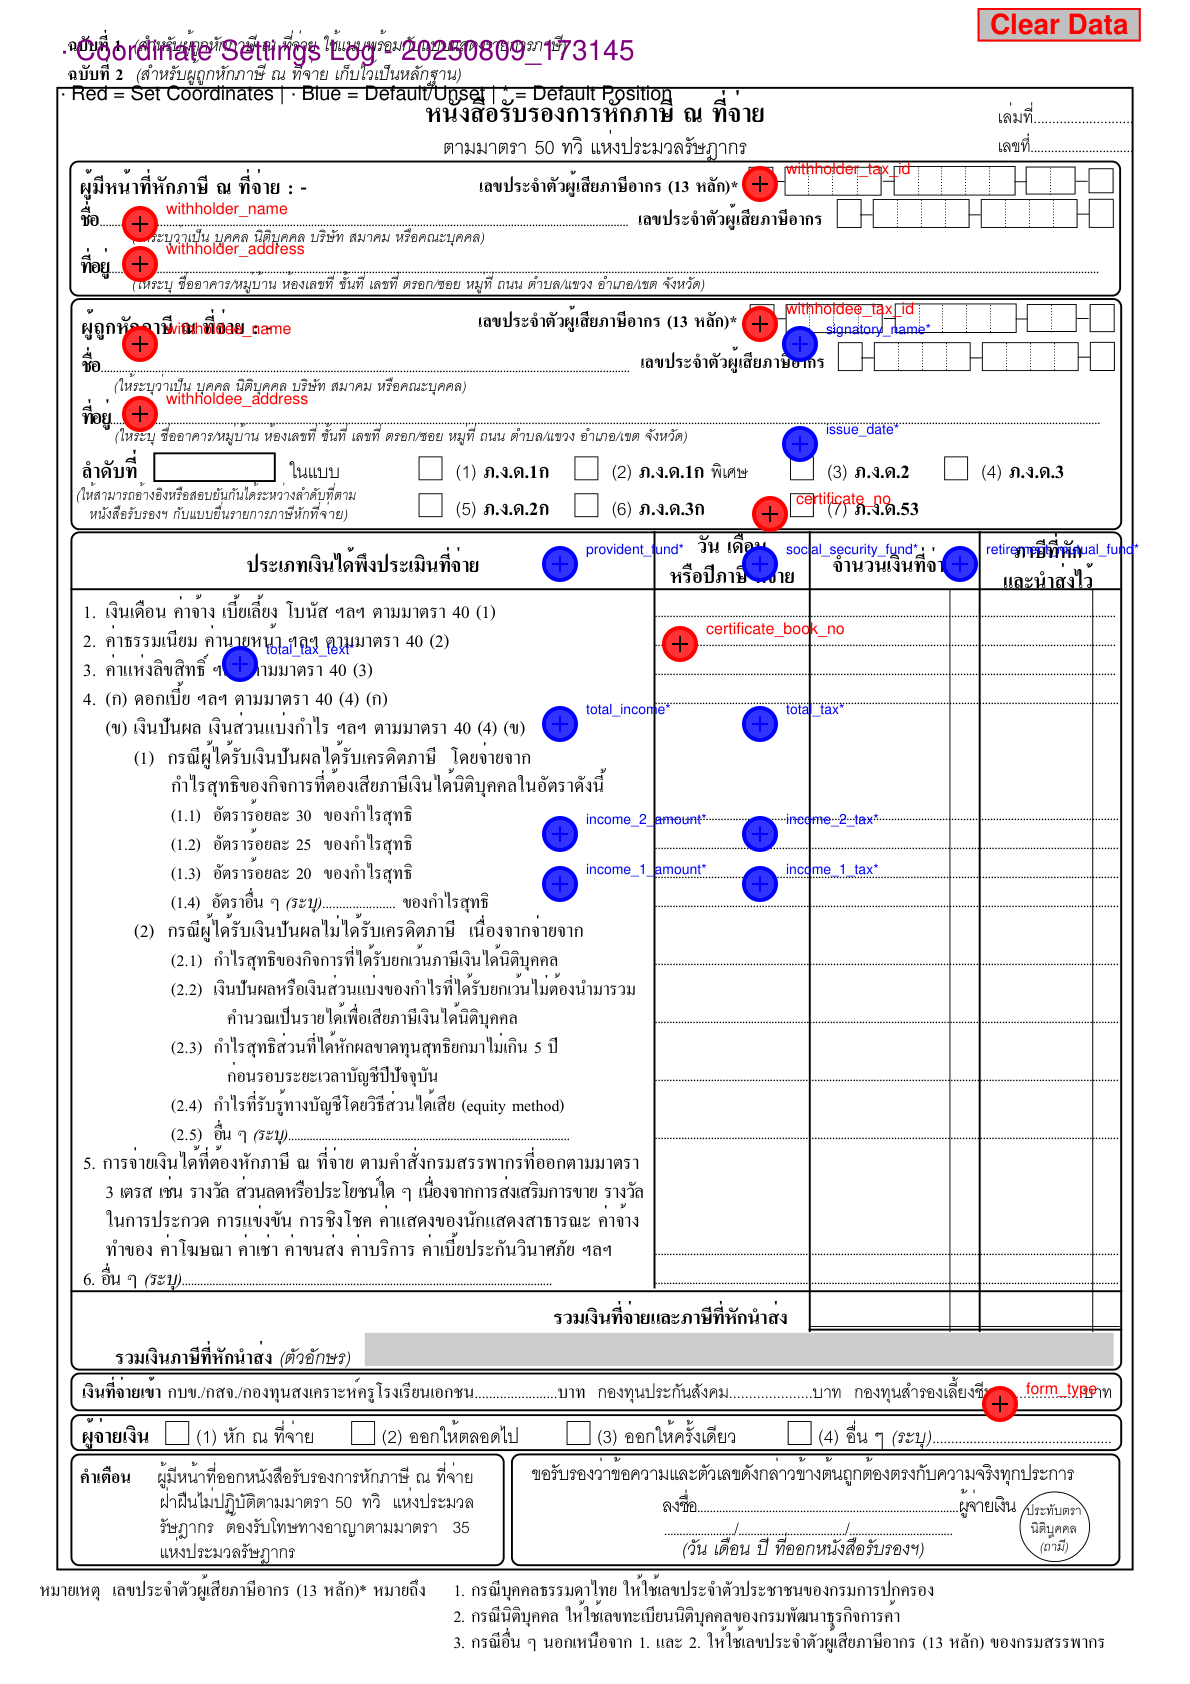 Clear Data
ฉบับที่ 1 (สำหรับผู้ถูกหักภาษี ณ ที่จ่าย ใช้แนบพร้อมกับแบบแสดงรายการภาษี)
· Coordinate Settings Log - 20250809_173145
ฉบับที่ 2 (สำหรับผู้ถูกหักภาษี ณ ที่จ่าย เก็บไว้เป็นหลักฐาน)
· Red = Set Coordinates | · Blue = Default/Unset | * = Default Position
หนังสือรับรองการหักภาษี ณ ที่จ่าย
เล่มที่
ตามมาตรา 50 ทวิ แห่งประมวลรัษฎากร
เลขที่
ผู้มีหน้าที่หักภาษี ณ ที่จ่าย : -
เลขประจำตัวผู้เสียภาษีอากร (13 หลัก)*
withholder_tax_id
ชื่อ
withholder_name
เลขประจำตัวผู้เสียภาษีอากร
(ให้ระบุว่าเป็น บุคคล นิติบุคคล บริษัท สมาคม หรือคณะบุคคล)
ที่อยู่
withholder_address
(ให้ระบุ ชื่ออาคาร/หมู่บ้าน ห้องเลขที่ ชั้นที่ เลขที่ ตรอก/ซอย หมู่ที่ ถนน ตำบล/แขวง อำเภอ/เขต จังหวัด)
ผู้ถูกหักภาษี ณ ที่จ่าย : -
withholdee_name
เลขประจำตัวผู้เสียภาษีอากร (13 หลัก)*
withholdee_tax_id
signatory_name*
ชื่อ
เลขประจำตัวผู้เสียภาษีอากร
(ให้ระบุว่าเป็น บุคคล นิติบุคคล บริษัท สมาคม หรือคณะบุคคล)
ที่อยู่
withholdee_address
(ให้ระบุ ชื่ออาคาร/หมู่บ้าน ห้องเลขที่ ชั้นที่ เลขที่ ตรอก/ซอย หมู่ที่ ถนน ตำบล/แขวง อำเภอ/เขต จังหวัด)
issue_date*
ลำดับที่ ในแบบ
(1) ภ.ง.ด.1ก (2) ภ.ง.ด.1ก พิเศษ (3) ภ.ง.ด.2 (4) ภ.ง.ด.3
(ให้สามารถอ้างอิงหรือสอบยันกันได้ระหว่างลำดับที่ตาม
หนังสือรับรองฯ กับแบบยื่นรายการภาษีหักที่จ่าย)
(5) ภ.ง.ด.2ก (6) ภ.ง.ด.3ก (7) ภ.ง.ด.53
certificate_no
ประเภทเงินได้พึงประเมินที่จ่าย
provident_fund*
วัน เดือน
หรือปีภาษี ที่จ่าย
social_security_fund*
จำนวนเงินที่จ่าย
retirement_mutual_fund*
ภาษีที่หัก
และนำส่งไว้
1. เงินเดือน ค่าจ้าง เบี้ยเลี้ยง โบนัส ฯลฯ ตามมาตรา 40 (1)
2. ค่าธรรมเนียม ค่านายหน้า ฯลฯ ตามมาตรา 40 (2)
certificate_book_no
total_tax_text*
3. ค่าแห่งลิขสิทธิ์ ฯลฯ ตามมาตรา 40 (3)
4. (ก) ดอกเบี้ย ฯลฯ ตามมาตรา 40 (4) (ก)
total_income*
total_tax*
(ข) เงินปันผล เงินส่วนแบ่งกำไร ฯลฯ ตามมาตรา 40 (4) (ข)
(1) กรณีผู้ได้รับเงินปันผลได้รับเครดิตภาษี โดยจ่ายจาก
กำไรสุทธิของกิจการที่ต้องเสียภาษีเงินได้นิติบุคคลในอัตราดังนี้
(1.1) อัตราร้อยละ 30 ของกำไรสุทธิ
income_2_amount*
income_2_tax*
(1.2) อัตราร้อยละ 25 ของกำไรสุทธิ
(1.3) อัตราร้อยละ 20 ของกำไรสุทธิ
income_1_amount*
income_1_tax*
(1.4) อัตราอื่น ๆ (ระบุ) ของกำไรสุทธิ
(2) กรณีผู้ได้รับเงินปันผลไม่ได้รับเครดิตภาษี เนื่องจากจ่ายจาก
(2.1) กำไรสุทธิของกิจการที่ได้รับยกเว้นภาษีเงินได้นิติบุคคล
(2.2) เงินปันผลหรือเงินส่วนแบ่งของกำไรที่ได้รับยกเว้นไม่ต้องนำมารวม
คำนวณเป็นรายได้เพื่อเสียภาษีเงินได้นิติบุคคล
(2.3) กำไรสุทธิส่วนที่ได้หักผลขาดทุนสุทธิยกมาไม่เกิน 5 ปี
ก่อนรอบระยะเวลาบัญชีปีปัจจุบัน
(2.4) กำไรที่รับรู้ทางบัญชีโดยวิธีส่วนได้เสีย (equity method)
(2.5) อื่น ๆ (ระบุ)
5. การจ่ายเงินได้ที่ต้องหักภาษี ณ ที่จ่าย ตามคำสั่งกรมสรรพากรที่ออกตามมาตรา
3 เตรส เช่น รางวัล ส่วนลดหรือประโยชน์ใด ๆ เนื่องจากการส่งเสริมการขาย รางวัล
ในการประกวด การแข่งขัน การชิงโชค ค่าแสดงของนักแสดงสาธารณะ ค่าจ้าง
ทำของ ค่าโฆษณา ค่าเช่า ค่าขนส่ง ค่าบริการ ค่าเบี้ยประกันวินาศภัย ฯลฯ
6. อื่น ๆ (ระบุ)
รวมเงินที่จ่ายและภาษีที่หักนำส่ง
รวมเงินภาษีที่หักนำส่ง (ตัวอักษร)
เงินที่จ่ายเข้า กบข./กสจ./กองทุนสงเคราะห์ครูโรงเรียนเอกชน บาท กองทุนประกันสังคม บาท กองทุนสำรองเลี้ยงชีพ บาท
form_type
ผู้จ่ายเงิน (1) หัก ณ ที่จ่าย (2) ออกให้ตลอดไป (3) ออกให้ครั้งเดียว (4) อื่น ๆ (ระบุ)
คำเตือน ผู้มีหน้าที่ออกหนังสือรับรองการหักภาษี ณ ที่จ่าย
ฝ่าฝืนไม่ปฏิบัติตามมาตรา 50 ทวิ แห่งประมวล
รัษฎากร ต้องรับโทษทางอาญาตามมาตรา 35
แห่งประมวลรัษฎากร
ขอรับรองว่าข้อความและตัวเลขดังกล่าวข้างต้นถูกต้องตรงกับความจริงทุกประการ
ลงชื่อ ผู้จ่ายเงิน
/ /
(วัน เดือน ปี ที่ออกหนังสือรับรองฯ)
ประทับตรา
นิติบุคคล
(ถ้ามี)
หมายเหตุ เลขประจำตัวผู้เสียภาษีอากร (13 หลัก)* หมายถึง
1. กรณีบุคคลธรรมดาไทย ให้ใช้เลขประจำตัวประชาชนของกรมการปกครอง
2. กรณีนิติบุคคล ให้ใช้เลขทะเบียนนิติบุคคลของกรมพัฒนาธุรกิจการค้า
3. กรณีอื่น ๆ นอกเหนือจาก 1. และ 2. ให้ใช้เลขประจำตัวผู้เสียภาษีอากร (13 หลัก) ของกรมสรรพากร